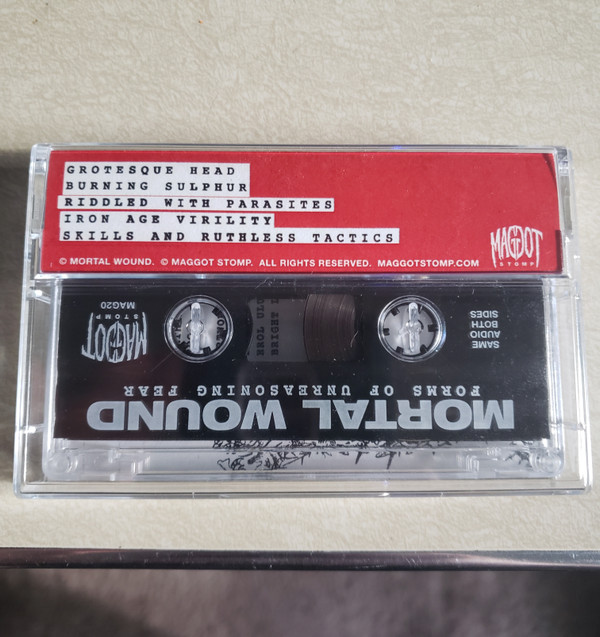 GROTESQUE HEAD
BURNING SULPHUR
RIDDLED WITH PARASITES
IRON AGE VIRILITY
SKILLS AND RUTHLESS TACTICS
© MORTAL WOUND. © MAGGOT STOMP. ALL RIGHTS RESERVED. MAGGOTSTOMP.COM
MAGGOT
STOMP
MORTAL WOUND
FORMS OF UNREASONING FEAR
SAME
AUDIO
BOTH
SIDES
MAGGOT
STOMP
MAG20
BRIGHT